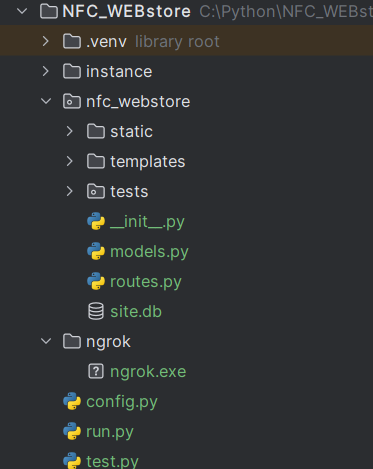 NFC_WEBstore C:\Python\NFC_WEBst
.venv library root
instance
nfc_webstore
static
templates
tests
__init__.py
models.py
routes.py
site.db
ngrok
ngrok.exe
config.py
run.py
test.py